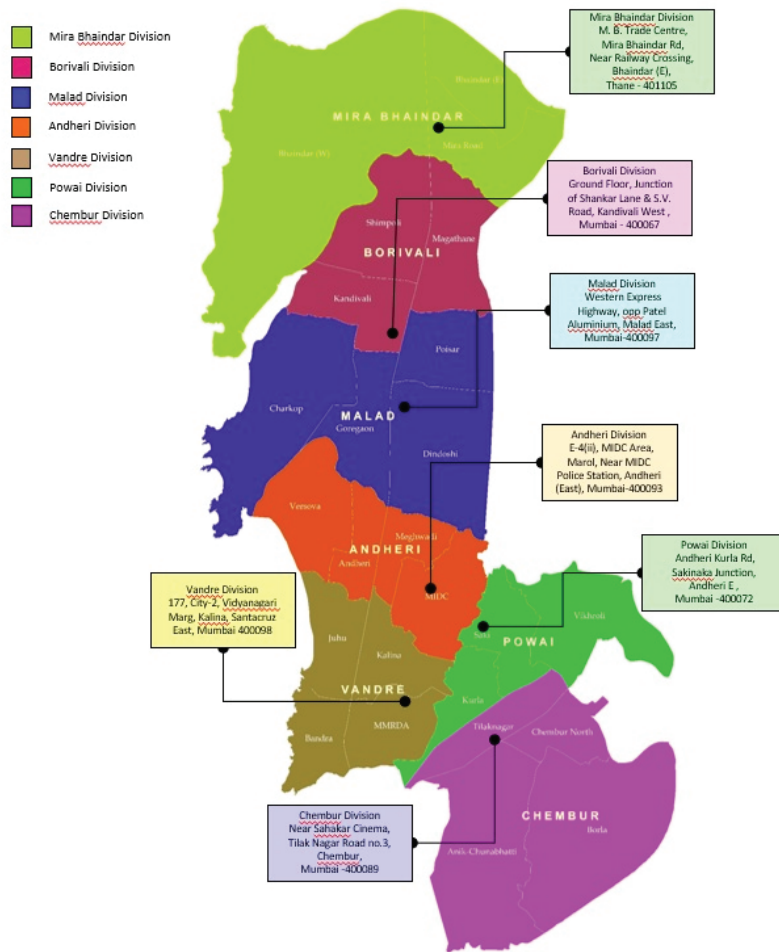 Mira Bhaindar Division
Borivali Division
Malad Division
Andheri Division
Vandre Division
Powai Division
Chembur Division
Mira Bhaindar Division
M. B. Trade Centre,
Mira Bhaindar Rd,
Near Railway Crossing,
Bhaindar (E),
Thane - 401105
Bhaindar (E)
MIRA BHAINDAR
Bhaindar (W)
Mira Road
Borivali Division
Ground Floor, Junction
of Shankar Lane & S.V.
Road, Kandivali West ,
Mumbai - 400067
Shimpoli
Magathane
BORIVALI
Kandivali
Malad Division
Western Express
Highway, opp Patel
Aluminium, Malad East,
Mumbai-400097
Potsar
Charkop
MALAD
Goregaon
Dindoshi
Andheri Division
E-4(ii), MIDC Area,
Marol, Near MIDC
Police Station, Andheri
(East), Mumbai-400093
Versova
Meghwadi
ANDHERI
Andheri
MIDC
Powai Division
Andheri Kurla Rd,
Sakinaka Junction,
Andheri E ,
Mumbai -400072
Vandre Division
177, City-2, Vidyanagari
Marg, Kalina, Santacruz
East, Mumbai 400098
Vikhroli
Saki
POWAI
Juhu
Kalina
VANDRE
Kurla
MMRDA
Bandra
Tilaknagar
Chembur North
Chembur Division
Near Sahakar Cinema,
Tilak Nagar Road no.3,
Chembur,
Mumbai -400089
CHEMBUR
Borla
Anik-Chunabhatti